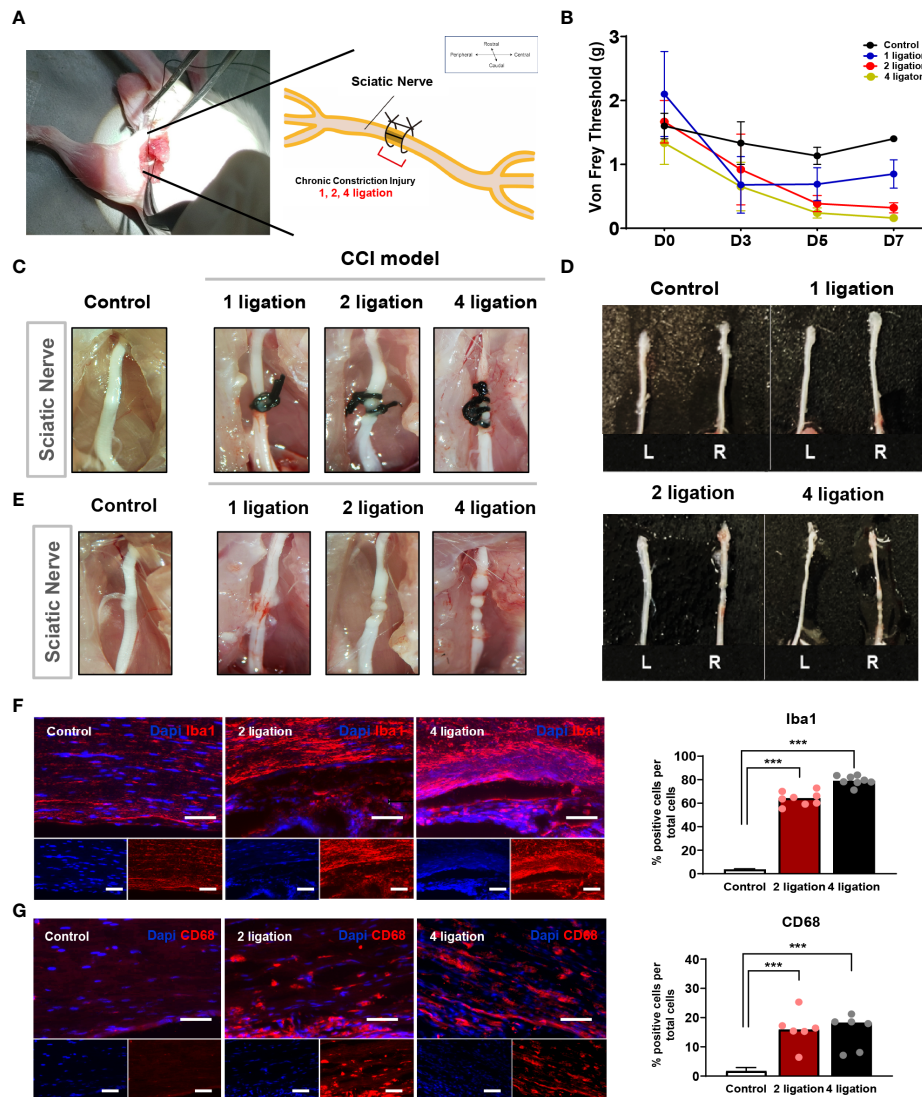 A
Rostral
Peripheral
Central
Caudal
Sciatic Nerve
Chronic Constriction Injury
1, 2, 4 ligation
B
Von Frey Threshold (g)
3
2
1
0
D0
D3
D5
D7
Control
1 ligation
2 ligation
4 ligaton
C
CCI model
Control
1 ligation
2 ligation
4 ligation
Sciatic Nerve
D
Control
1 ligation
L
R
L
R
2 ligation
4 ligation
L
R
L
R
E
Control
1 ligation
2 ligation
4 ligation
Sciatic Nerve
F
Control
Dapi Iba1
2 ligation
Dapi Iba1
4 ligation
Dapi Iba1
Iba1
% positive cells per
total cells
100
80
60
40
20
0
***
***
Control
2 ligation
4 ligation
G
Control
Dapi CD68
2 ligation
Dapi CD68
4 ligation
Dapi CD68
CD68
% positive cells per
total cells
40
30
20
10
0
***
***
Control
2 ligation
4 ligation